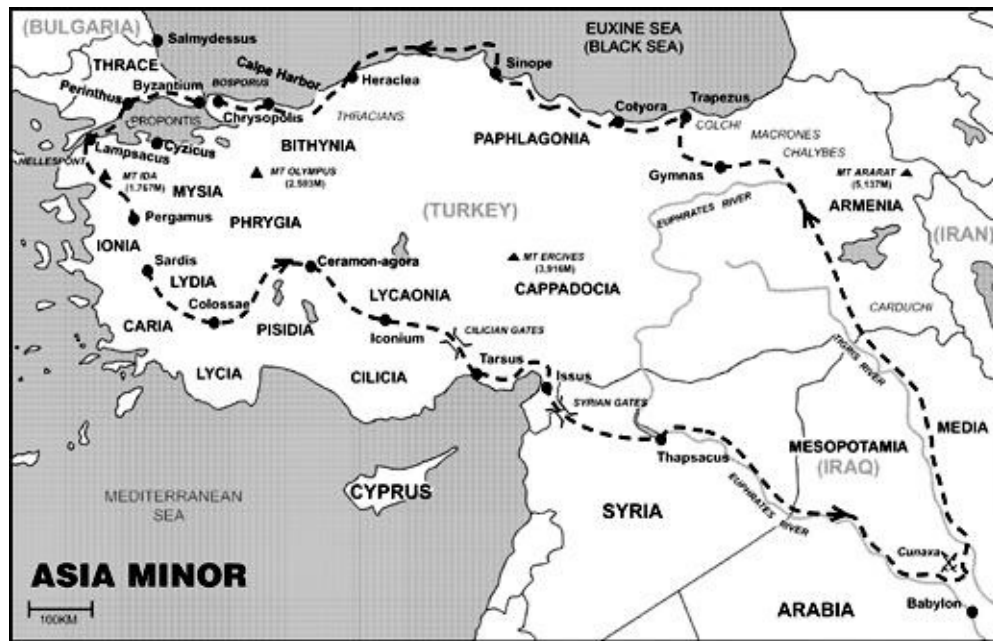 (BULGARIA)
EUXINE SEA
(BLACK SEA)
Salmydessus
THRACE
Calpe Harbor
Heraclea
Sinope
Byzantium
BOSPORUS
Perinthus
Chrysopolis
THRACIANS
Cotyora
Trapezus
PROPONTIS
COLCHI
BITHYNIA
PAPHLAGONIA
MACRONES
Lampsacus
Cyzicus
CHALYBES
HELLESPONT
MT IDA
(1,767M)
MT OLYMPUS
(2,503M)
Gymnas
MT ARARAT
(5,137M)
MYSIA
ARMENIA
Pergamus
PHRYGIA
(TURKEY)
EUPHRATES RIVER
IONIA
(IRAN)
Sardis
Ceramon-agora
MT ERCIVES
(3,916M)
LYDIA
LYCAONIA
CAPPADOCIA
Colossae
CARDUCHI
CARIA
PISIDIA
Iconium
CILICIAN GATES
TIGRIS RIVER
LYCIA
CILICIA
Tarsus
Issus
SYRIAN GATES
MEDIA
MESOPOTAMIA
(IRAQ)
Thapsacus
MEDITERRANEAN
SEA
CYPRUS
SYRIA
EUPHRATES RIVER
Cunaxa
ASIA MINOR
100KM
ARABIA
Babylon